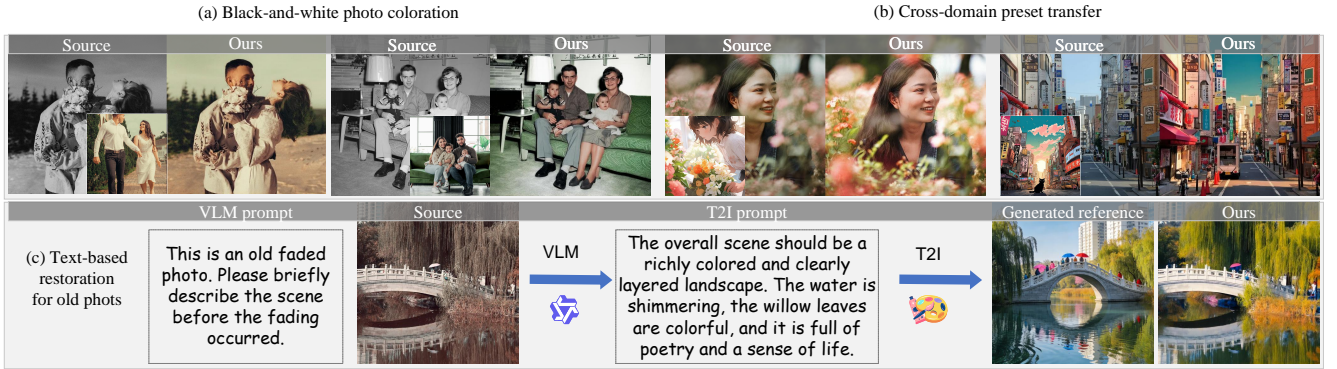 (a) Black-and-white photo coloration
(b) Cross-domain preset transfer
Source
Ours
Source
Ours
Source
Ours
Source
Ours
VLM prompt
Source
T2I prompt
Generated reference
Ours
(c) Text-based
restoration
for old phots
This is an old faded
photo. Please briefly
describe the scene
before the fading
occurred.
VLM
The overall scene should be a
richly colored and clearly
layered landscape. The water is
shimmering, the willow leaves
are colorful, and it is full of
poetry and a sense of life.
T2I